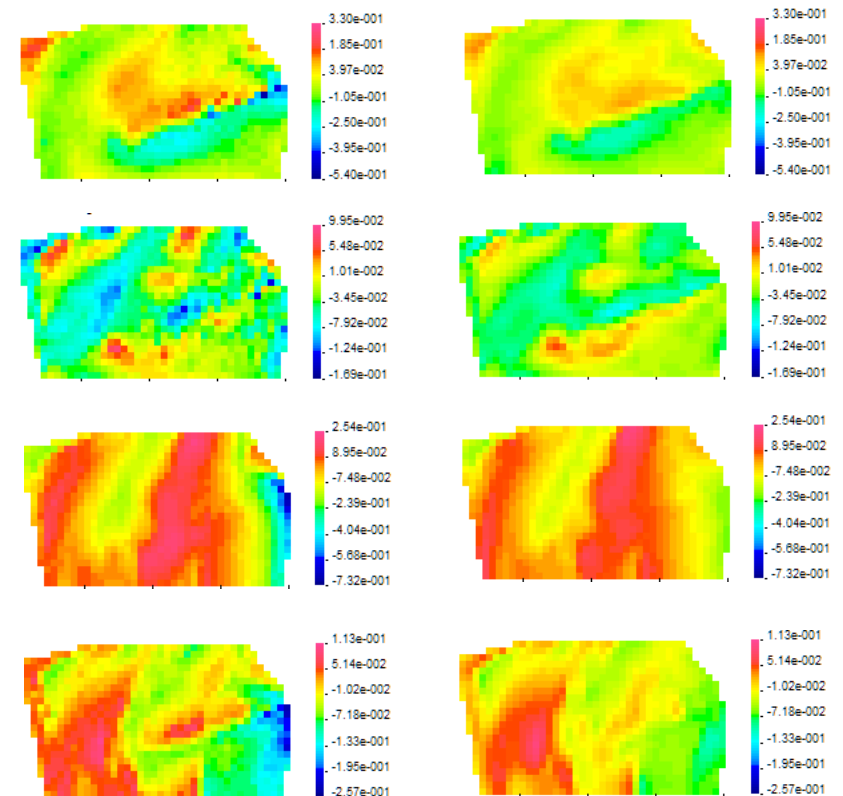 3.30e-001
1.85e-001
3.97e-002
-1.05e-001
-2.50e-001
-3.95e-001
-5.40e-001
3.30e-001
1.85e-001
3.97e-002
-1.05e-001
-2.50e-001
-3.95e-001
-5.40e-001
9.95e-002
5.48e-002
1.01e-002
-3.45e-002
-7.92e-002
-1.24e-001
-1.69e-001
9.95e-002
5.48e-002
1.01e-002
-3.45e-002
-7.92e-002
-1.24e-001
-1.69e-001
2.54e-001
8.95e-002
-7.48e-002
-2.39e-001
-4.04e-001
-5.68e-001
-7.32e-001
2.54e-001
8.95e-002
-7.48e-002
-2.39e-001
-4.04e-001
-5.68e-001
-7.32e-001
1.13e-001
5.14e-002
-1.02e-002
-7.18e-002
-1.33e-001
-1.95e-001
-2.57e-001
1.13e-001
5.14e-002
-1.02e-002
-7.18e-002
-1.33e-001
-1.95e-001
-2.57e-001